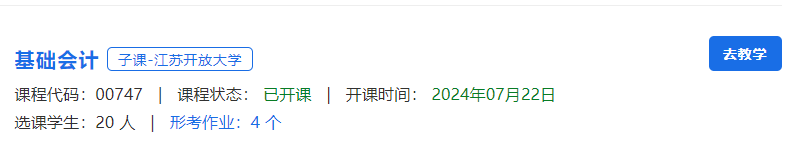 基础会计 子课-江苏开放大学 去教学
课程代码：00747 | 课程状态： 已开课 | 开课时间： 2024年07月22日
选课学生：20 人 | 形考作业：4 个